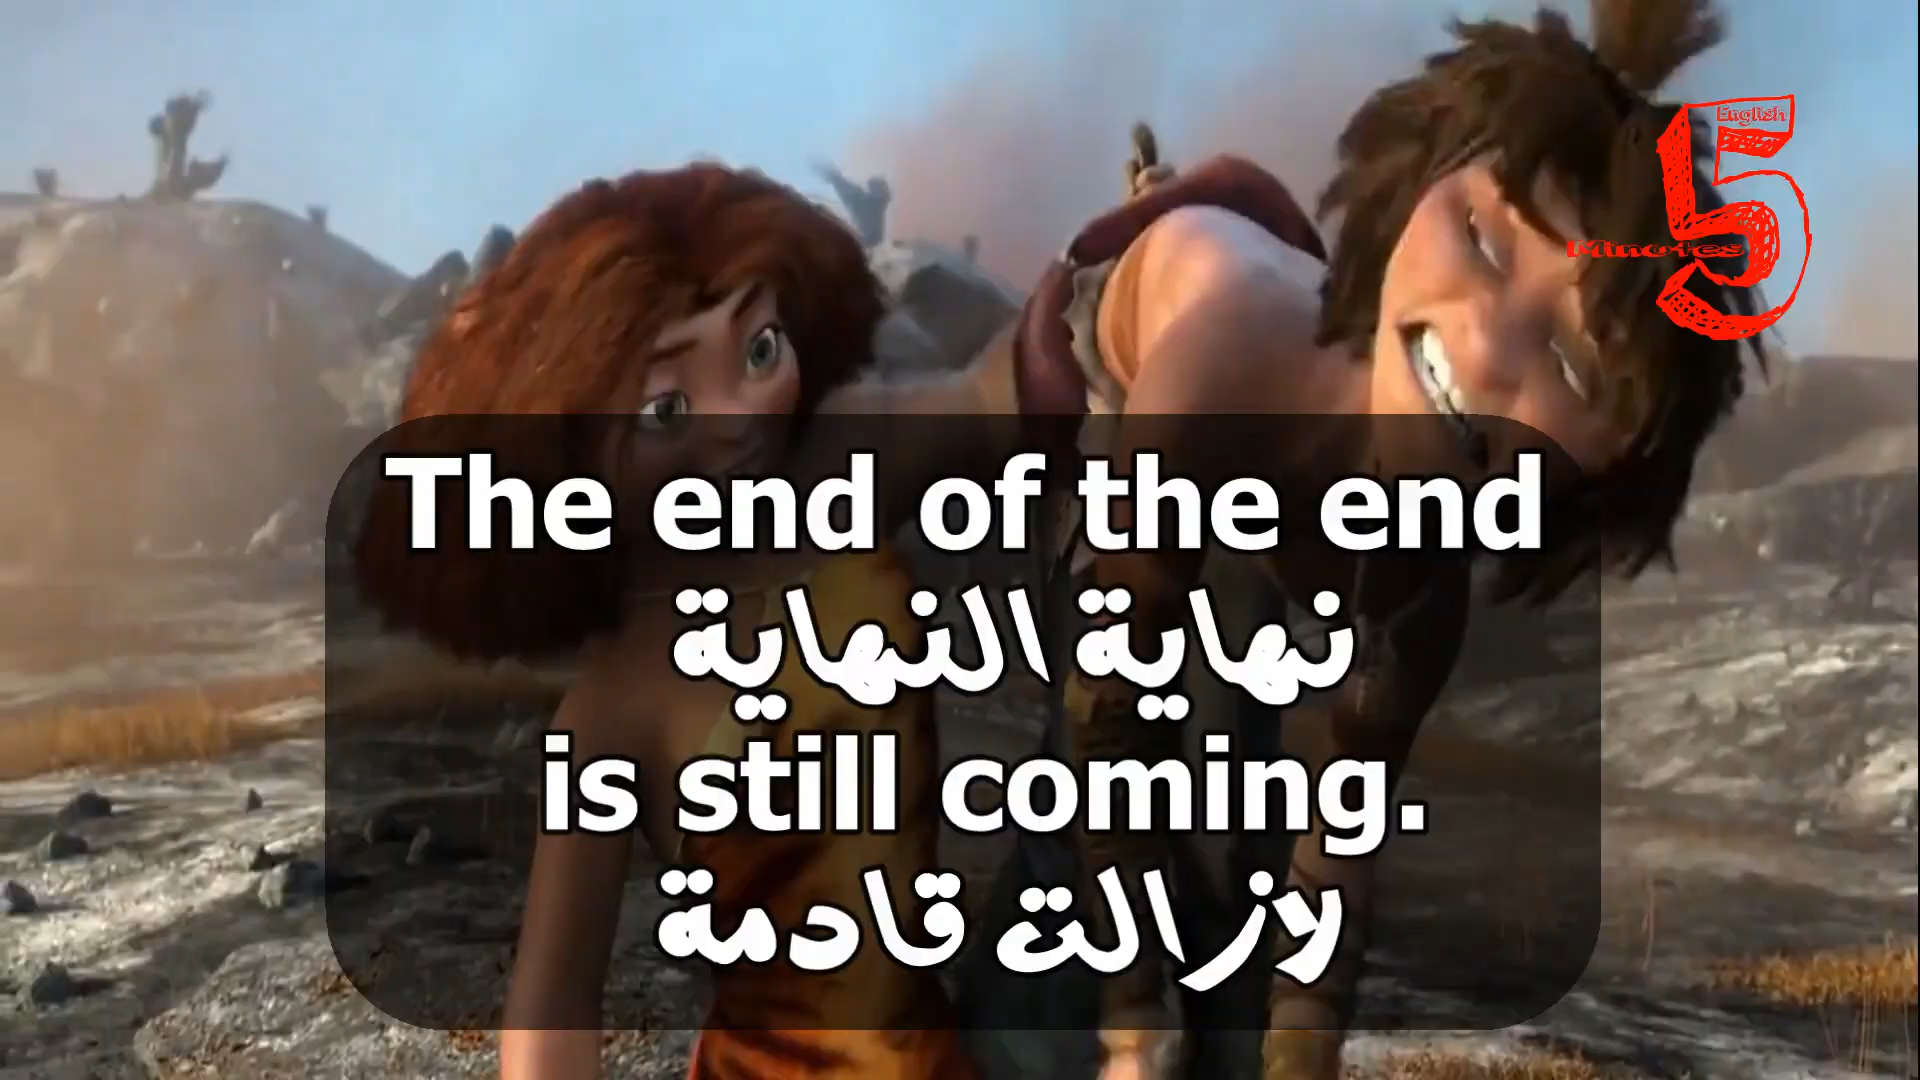 English
5
Minutes
The end of the end
نهاية النهاية
is still coming.
لازالت قادمة